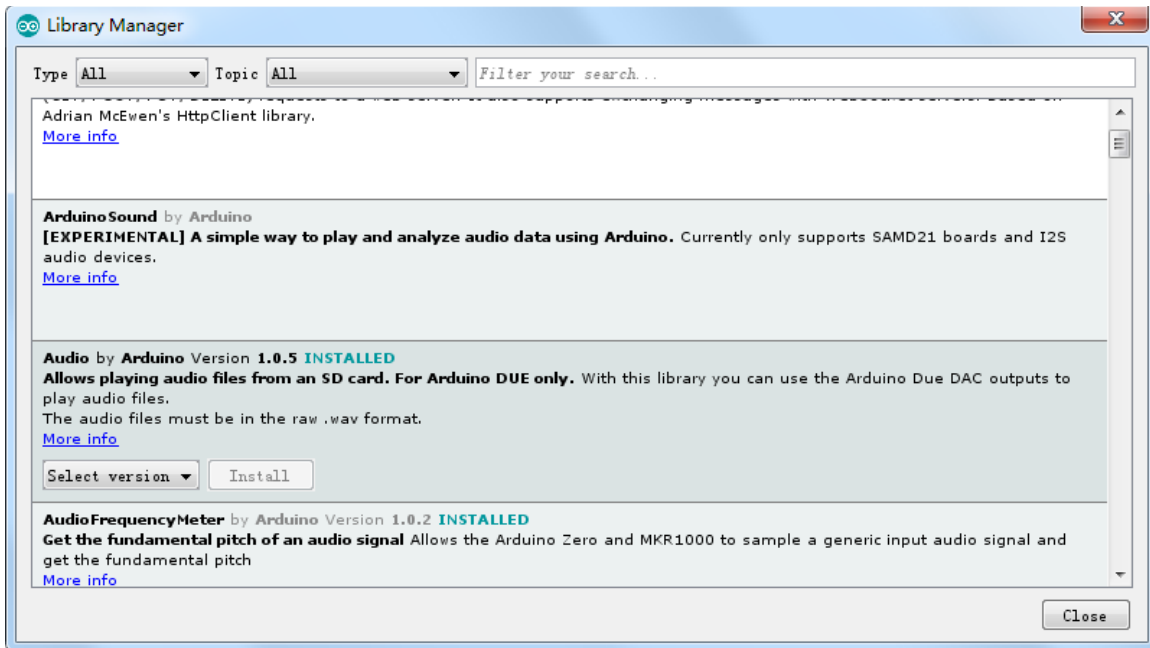 Library Manager
Type All Topic All Filter your search...
Adrian McEwen's HttpClient library.
More info
ArduinoSound by Arduino
[EXPERIMENTAL] A simple way to play and analyze audio data using Arduino. Currently only supports SAMD21 boards and I2S
audio devices.
More info
Audio by Arduino Version 1.0.5 INSTALLED
Allows playing audio files from an SD card. For Arduino DUE only. With this library you can use the Arduino Due DAC outputs to
play audio files.
The audio files must be in the raw .wav format.
More info
Select version Install
AudioFrequencyMeter by Arduino Version 1.0.2 INSTALLED
Get the fundamental pitch of an audio signal Allows the Arduino Zero and MKR1000 to sample a generic input audio signal and
get the fundamental pitch
More info
Close